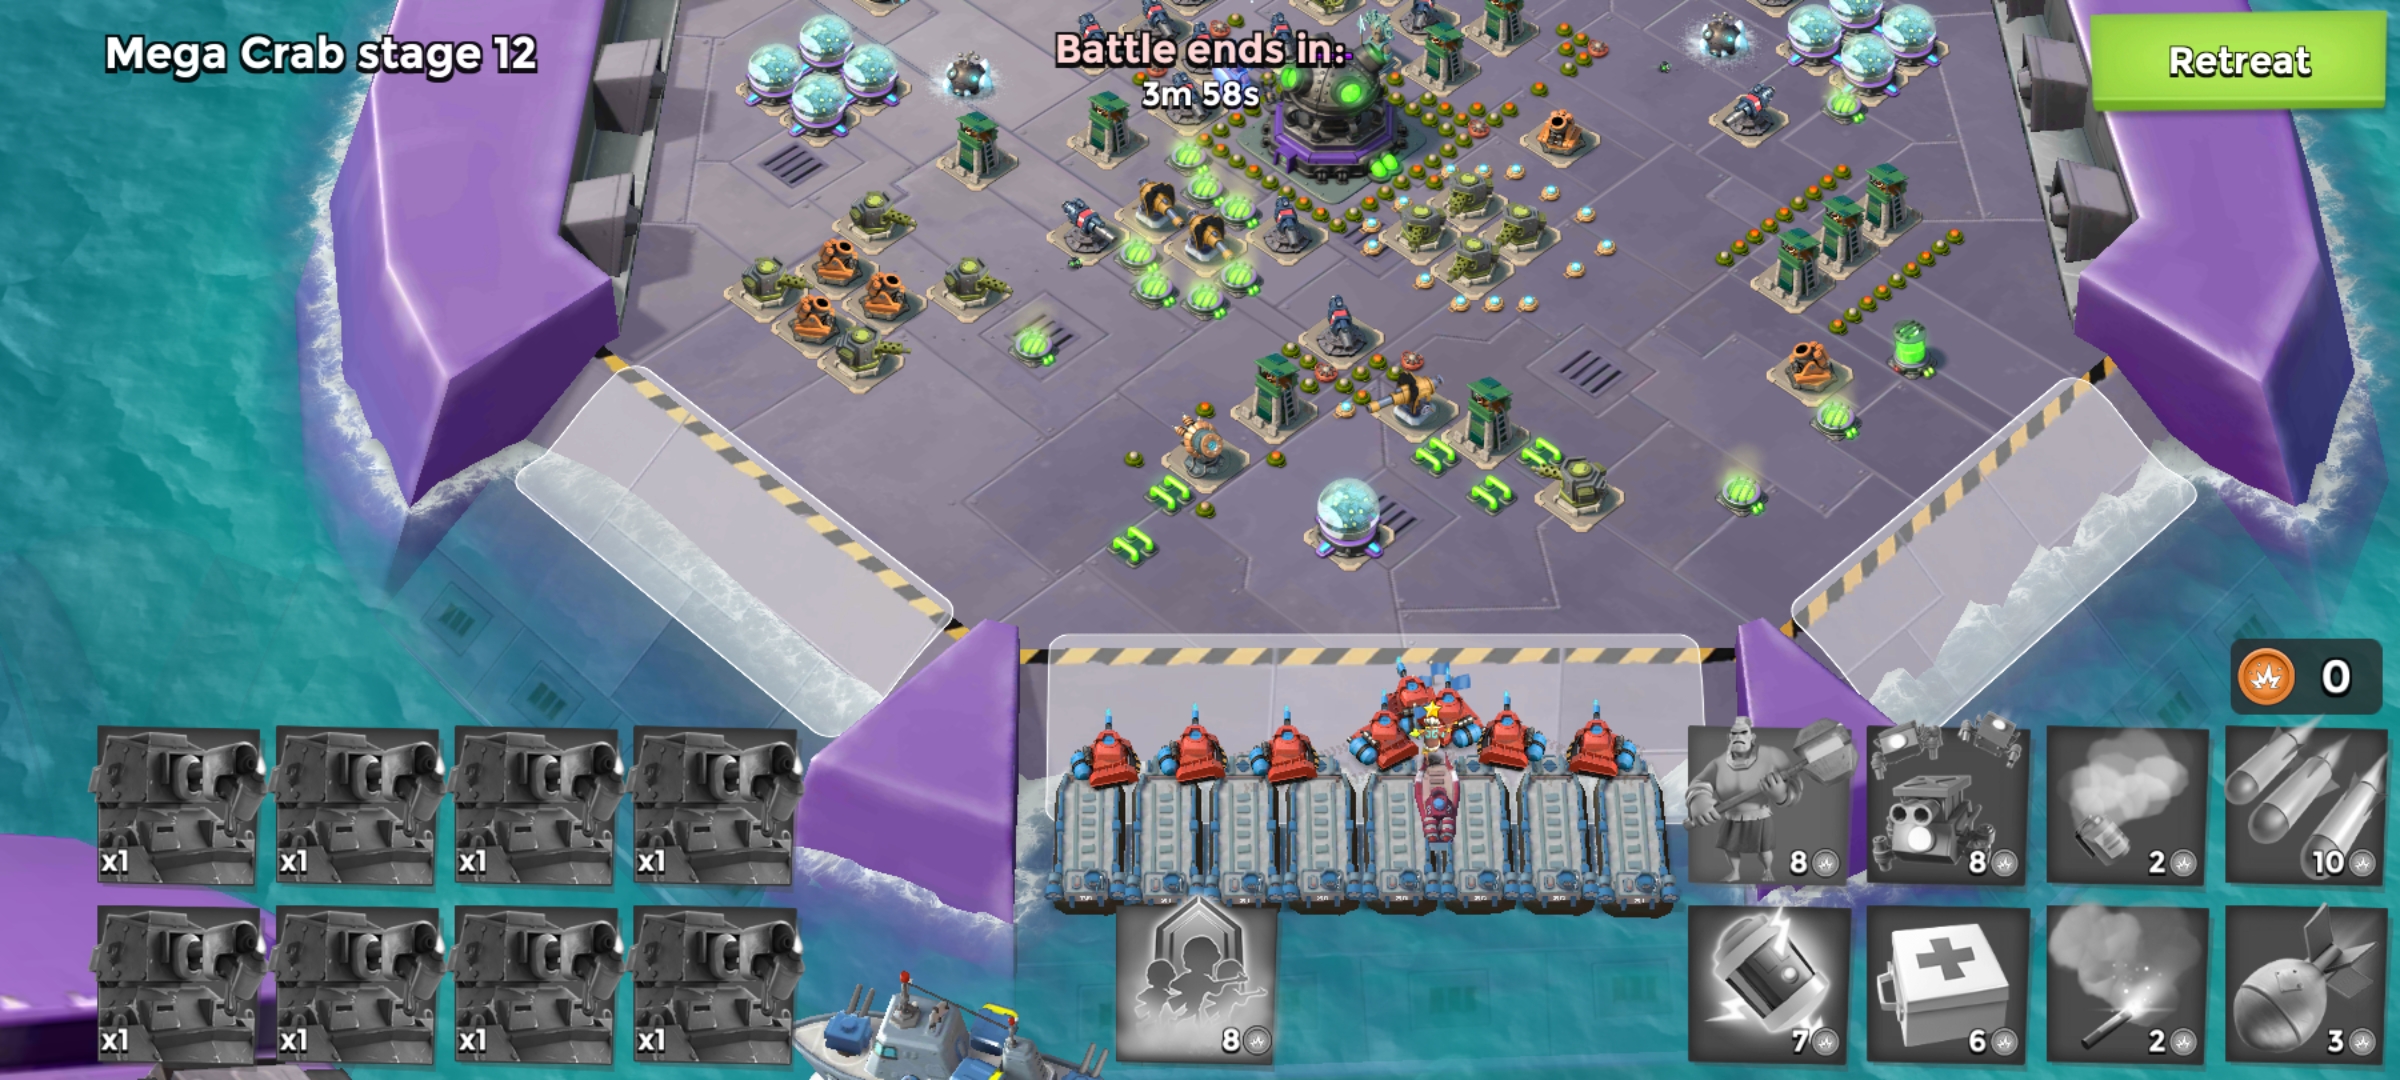 Mega Crab stage 12
Battle ends in:
3m 58s
Retreat
0
x1
x1
x1
x1
8
8
2
10
x1
x1
x1
x1
8
7
6
2
3